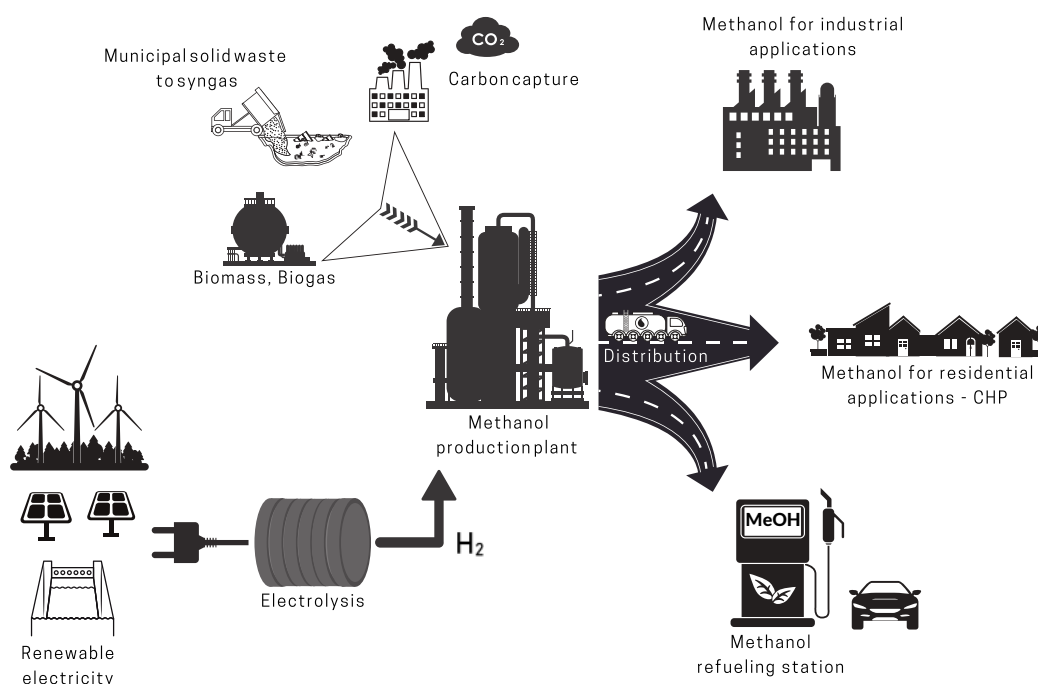 Methanol for industrial
applications
Municipal solid waste
to syngas
CO2
Carbon capture
Biomass, Biogas
Distribution
Methanol for residential
applications - CHP
Methanol
production plant
MeOH
H2
Electrolysis
Renewable
electricity
Methanol
refueling station